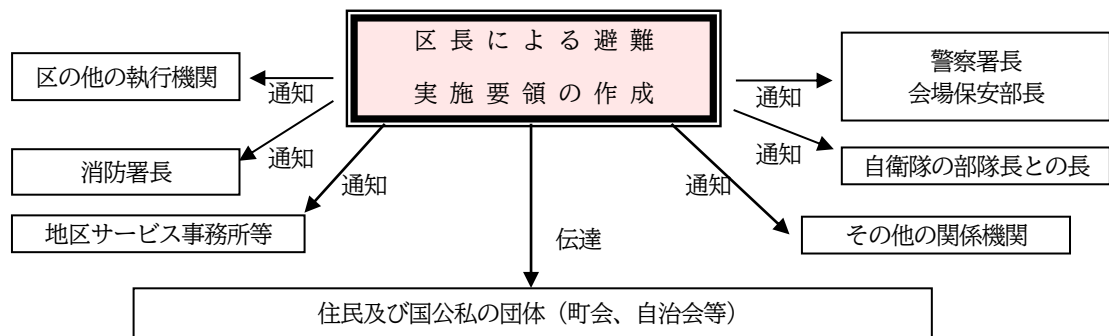 区長による避難
実施要領の作成
区の他の執行機関
通知
警察署長
会場保安部長
通知
消防署長
通知
自衛隊の部隊長との長
通知
地区サービス事務所等
通知
その他の関係機関
通知
伝達
住民及び国公私の団体（町会、自治会等）